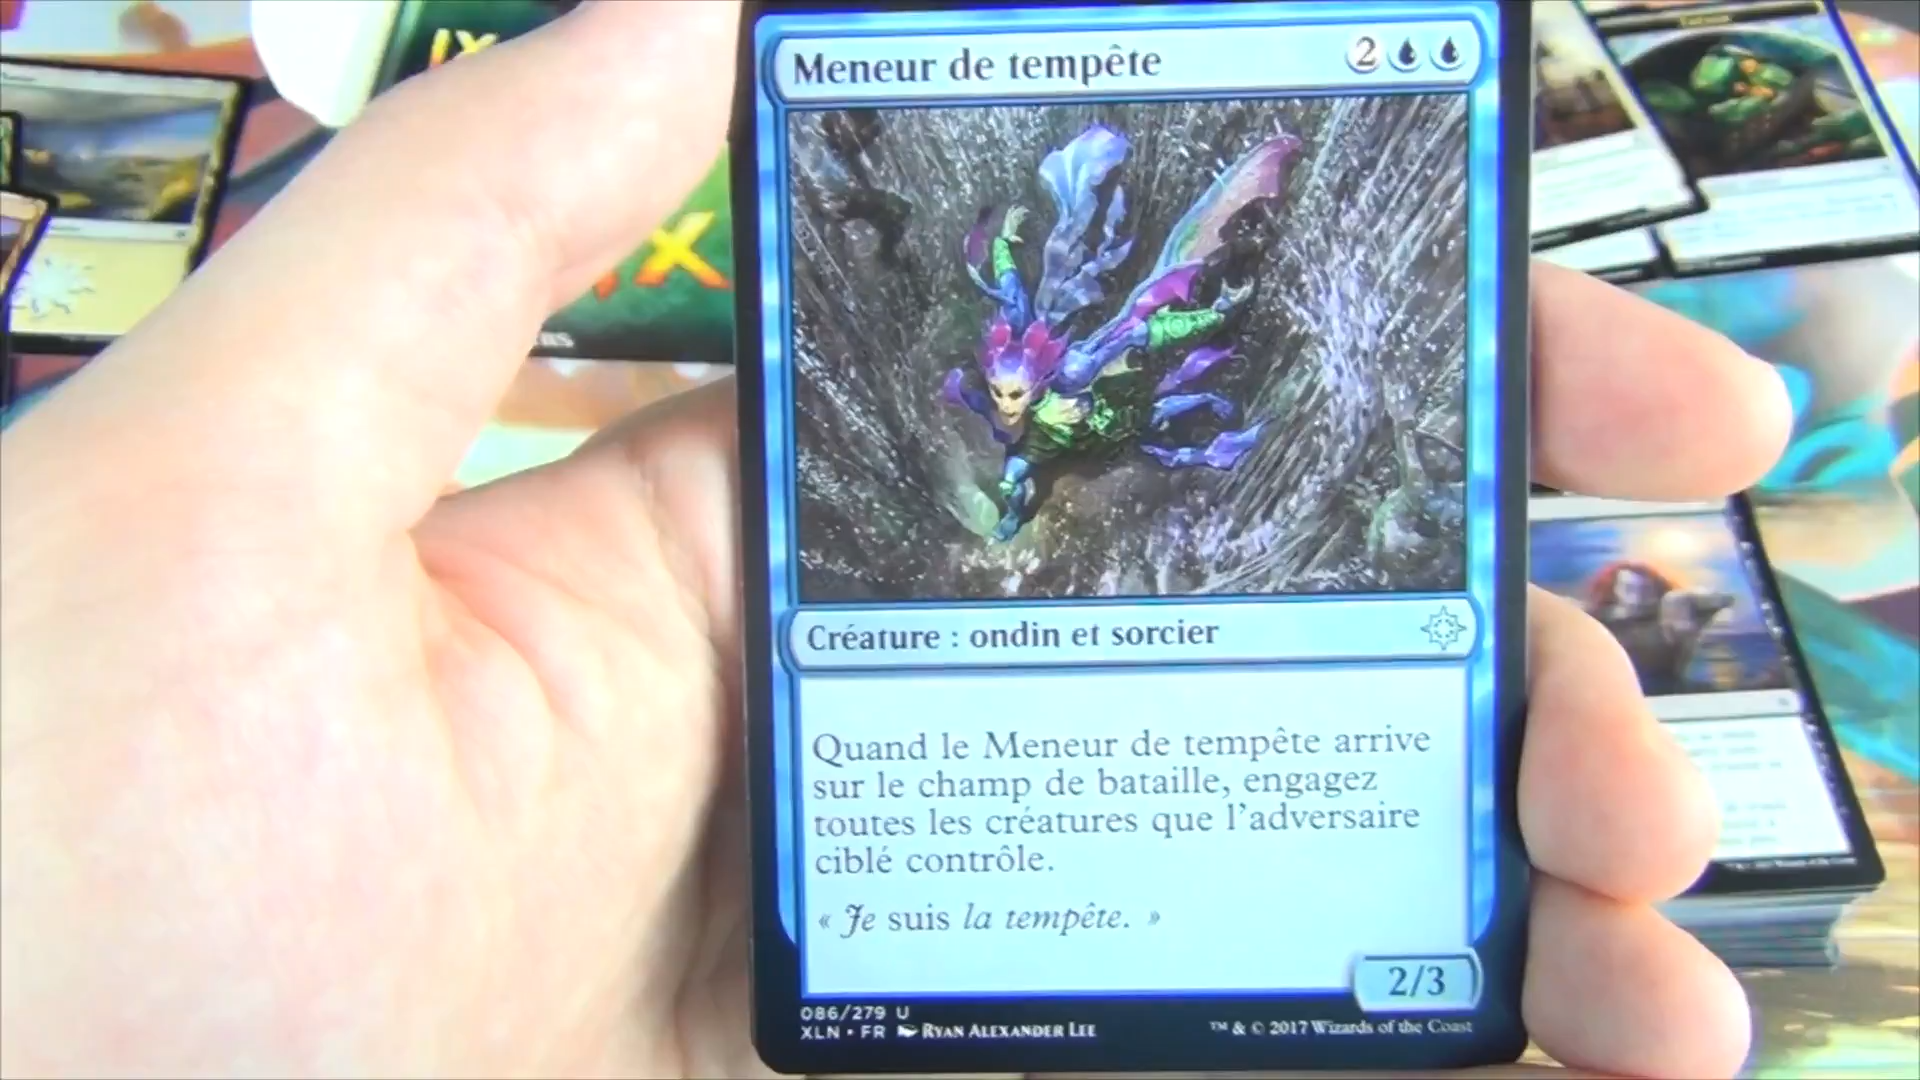 Meneur de tempête
2
Créature : ondin et sorcier
Quand le Meneur de tempête arrive
sur le champ de bataille, engagez
toutes les créatures que l'adversaire
ciblé contrôle.
« Je suis la tempête. »
2/3
086/279 U
XLN • FR RYAN ALEXANDER LEE
™ & © 2017 Wizards of the Coast